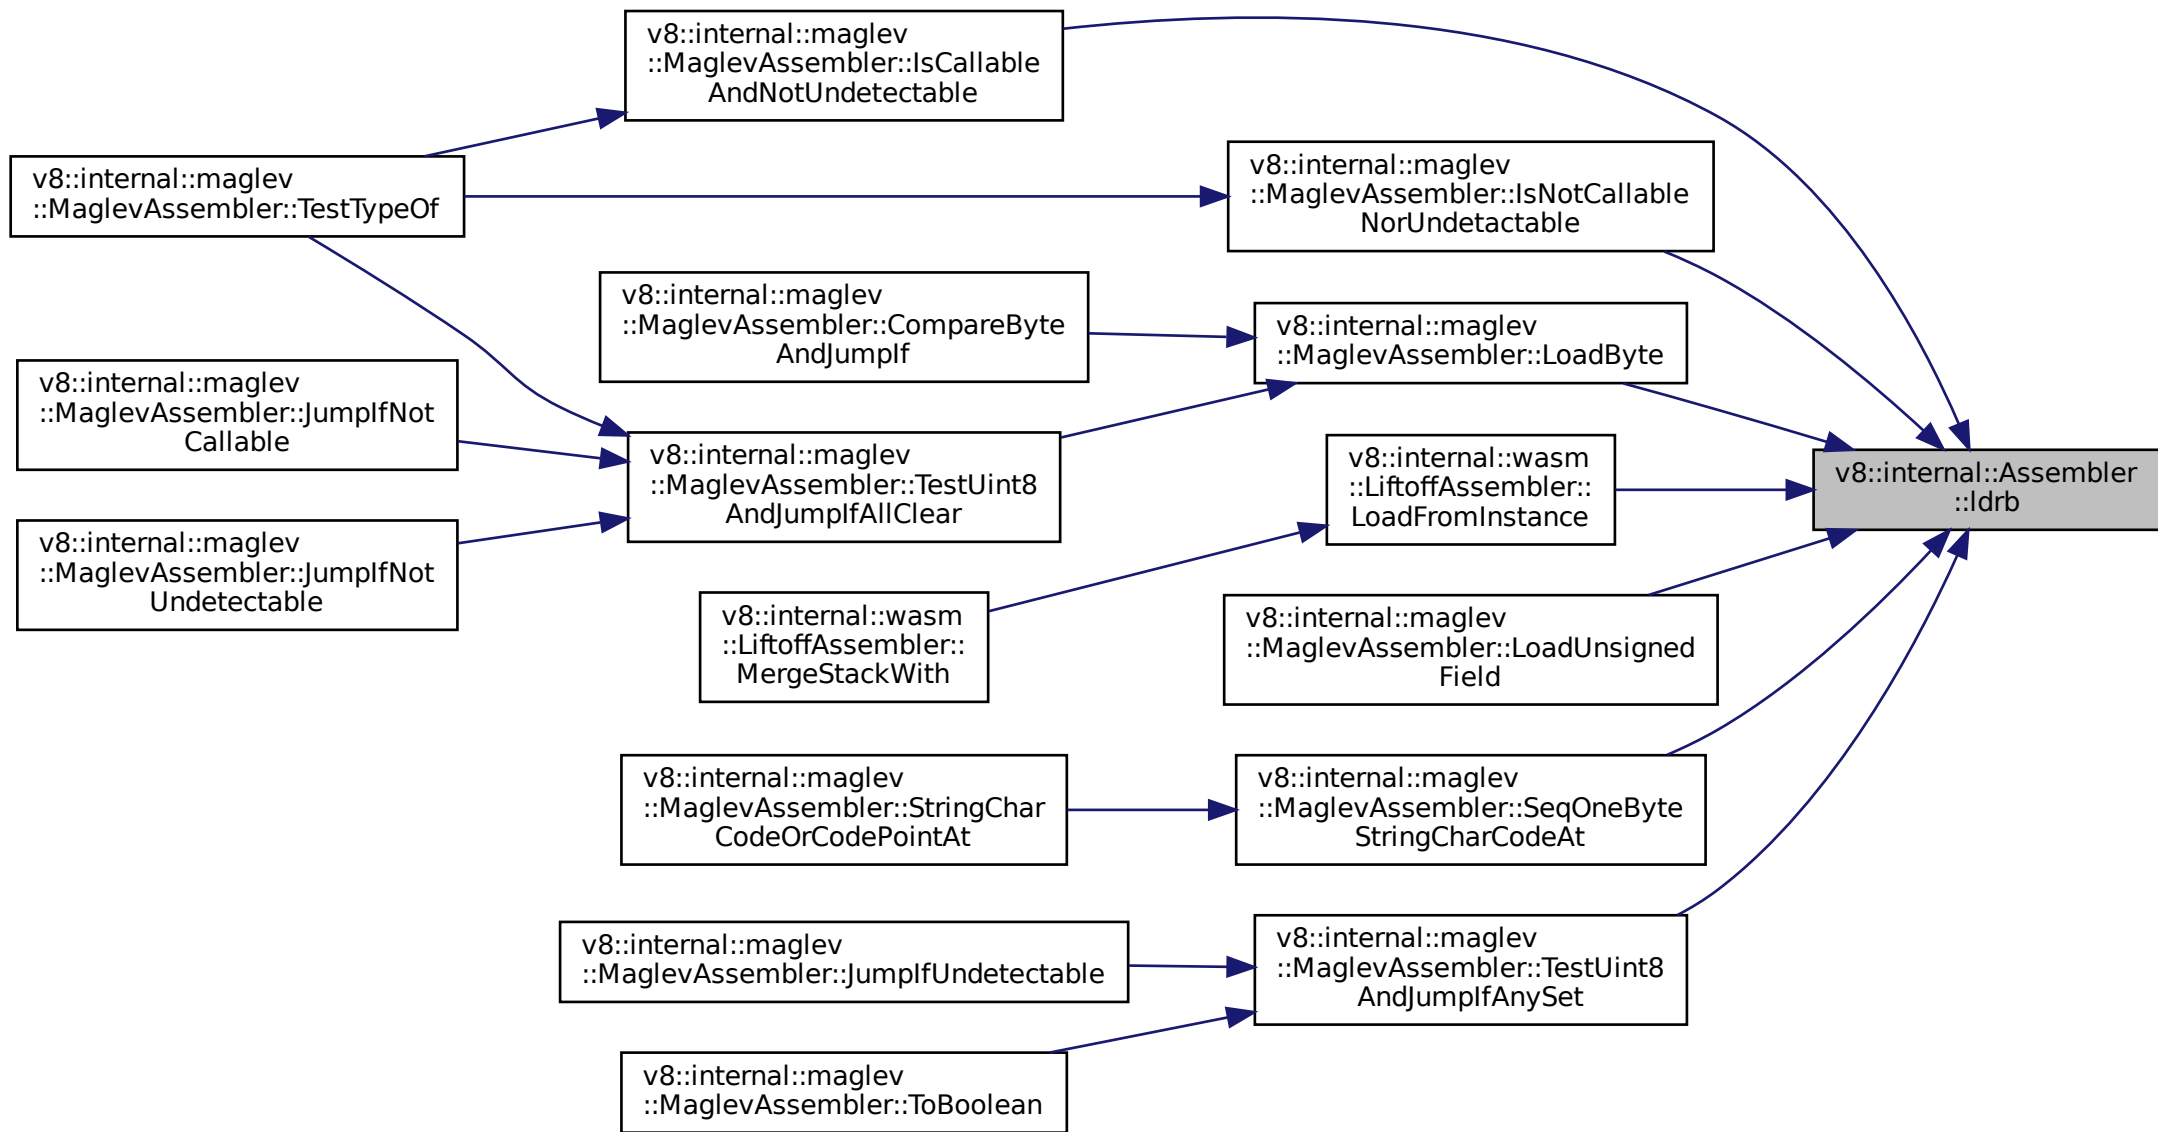 v8::internal::maglev
::MaglevAssembler::IsCallable
AndNotUndetectable
v8::internal::maglev
::MaglevAssembler::TestTypeOf
v8::internal::maglev
::MaglevAssembler::IsNotCallable
NorUndetactable
v8::internal::maglev
::MaglevAssembler::CompareByte
AndJumpIf
v8::internal::maglev
::MaglevAssembler::LoadByte
v8::internal::maglev
::MaglevAssembler::JumpIfNot
Callable
v8::internal::maglev
::MaglevAssembler::TestUint8
AndJumpIfAllClear
v8::internal::wasm
::LiftoffAssembler::
LoadFromInstance
v8::internal::Assembler
::ldrb
v8::internal::maglev
::MaglevAssembler::JumpIfNot
Undetectable
v8::internal::wasm
::LiftoffAssembler::
MergeStackWith
v8::internal::maglev
::MaglevAssembler::LoadUnsigned
Field
v8::internal::maglev
::MaglevAssembler::StringChar
CodeOrCodePointAt
v8::internal::maglev
::MaglevAssembler::SeqOneByte
StringCharCodeAt
v8::internal::maglev
::MaglevAssembler::JumpIfUndetectable
v8::internal::maglev
::MaglevAssembler::TestUint8
AndJumpIfAnySet
v8::internal::maglev
::MaglevAssembler::ToBoolean